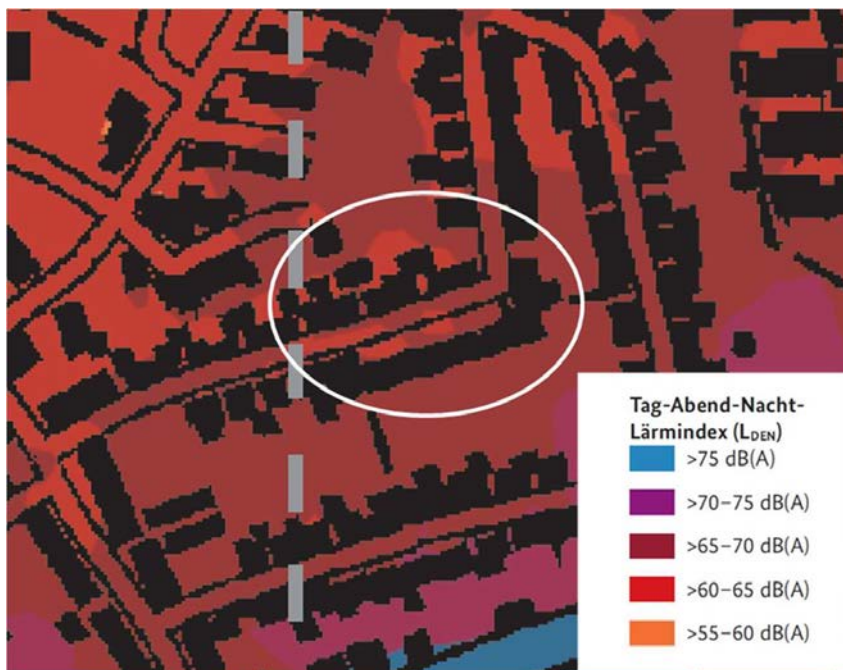 Tag-Abend-Nacht-
Lärmindex (LDEN)
>75 dB(A)
>70–75 dB(A)
>65–70 dB(A)
>60–65 dB(A)
>55–60 dB(A)